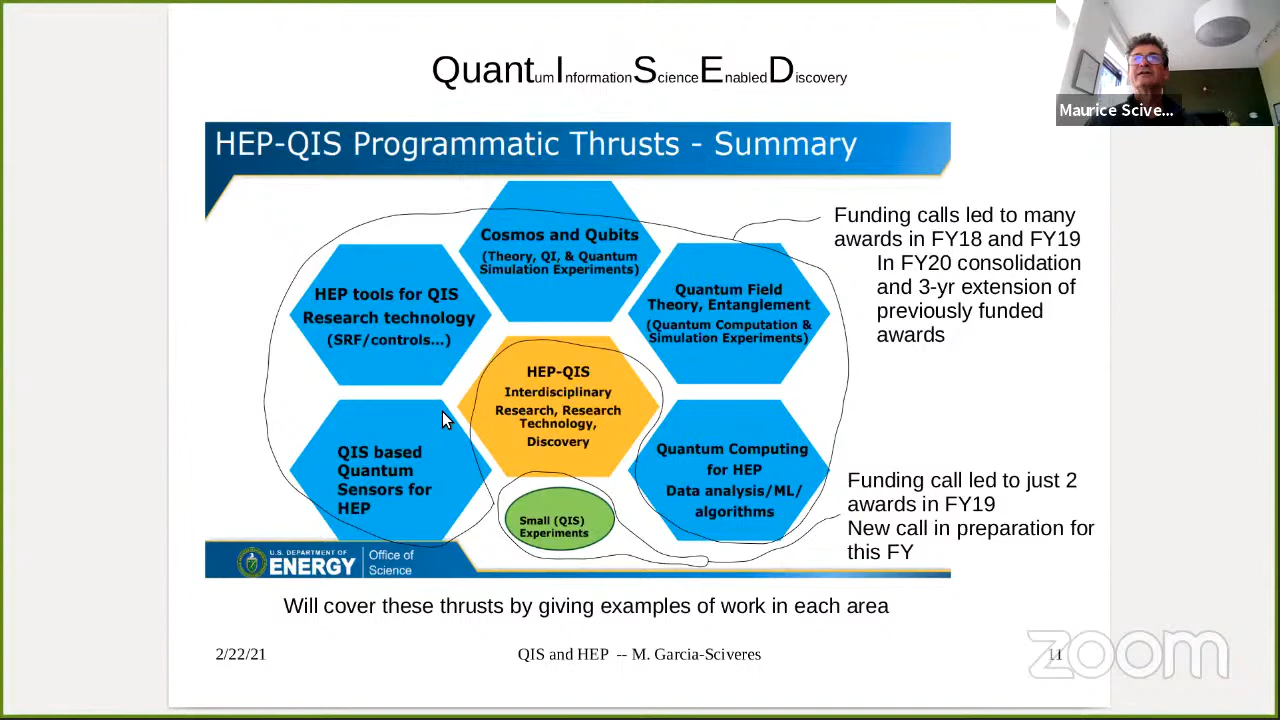 QuantumInformationScienceEnabledDiscovery
Maurice Scive...
HEP-QIS Programmatic Thrusts - Summary
Cosmos and Qubits
(Theory, QI, & Quantum
Simulation Experiments)
HEP tools for QIS
Research technology
(SRF/controls...)
Quantum Field
Theory, Entanglement
(Quantum Computation &
Simulation Experiments)
HEP-QIS
Interdisciplinary
Research, Research
Technology,
Discovery
QIS based
Quantum
Sensors for
HEP
Quantum Computing
for HEP
Data analysis/ML/
algorithms
Small (QIS)
Experiments
Funding calls led to many
awards in FY18 and FY19
In FY20 consolidation
and 3-yr extension of
previously funded
awards
Funding call led to just 2
awards in FY19
New call in preparation for
this FY
U.S. DEPARTMENT OF
ENERGY
Office of
Science
Will cover these thrusts by giving examples of work in each area
2/22/21
QIS and HEP -- M. Garcia-Sciveres
11
zoom